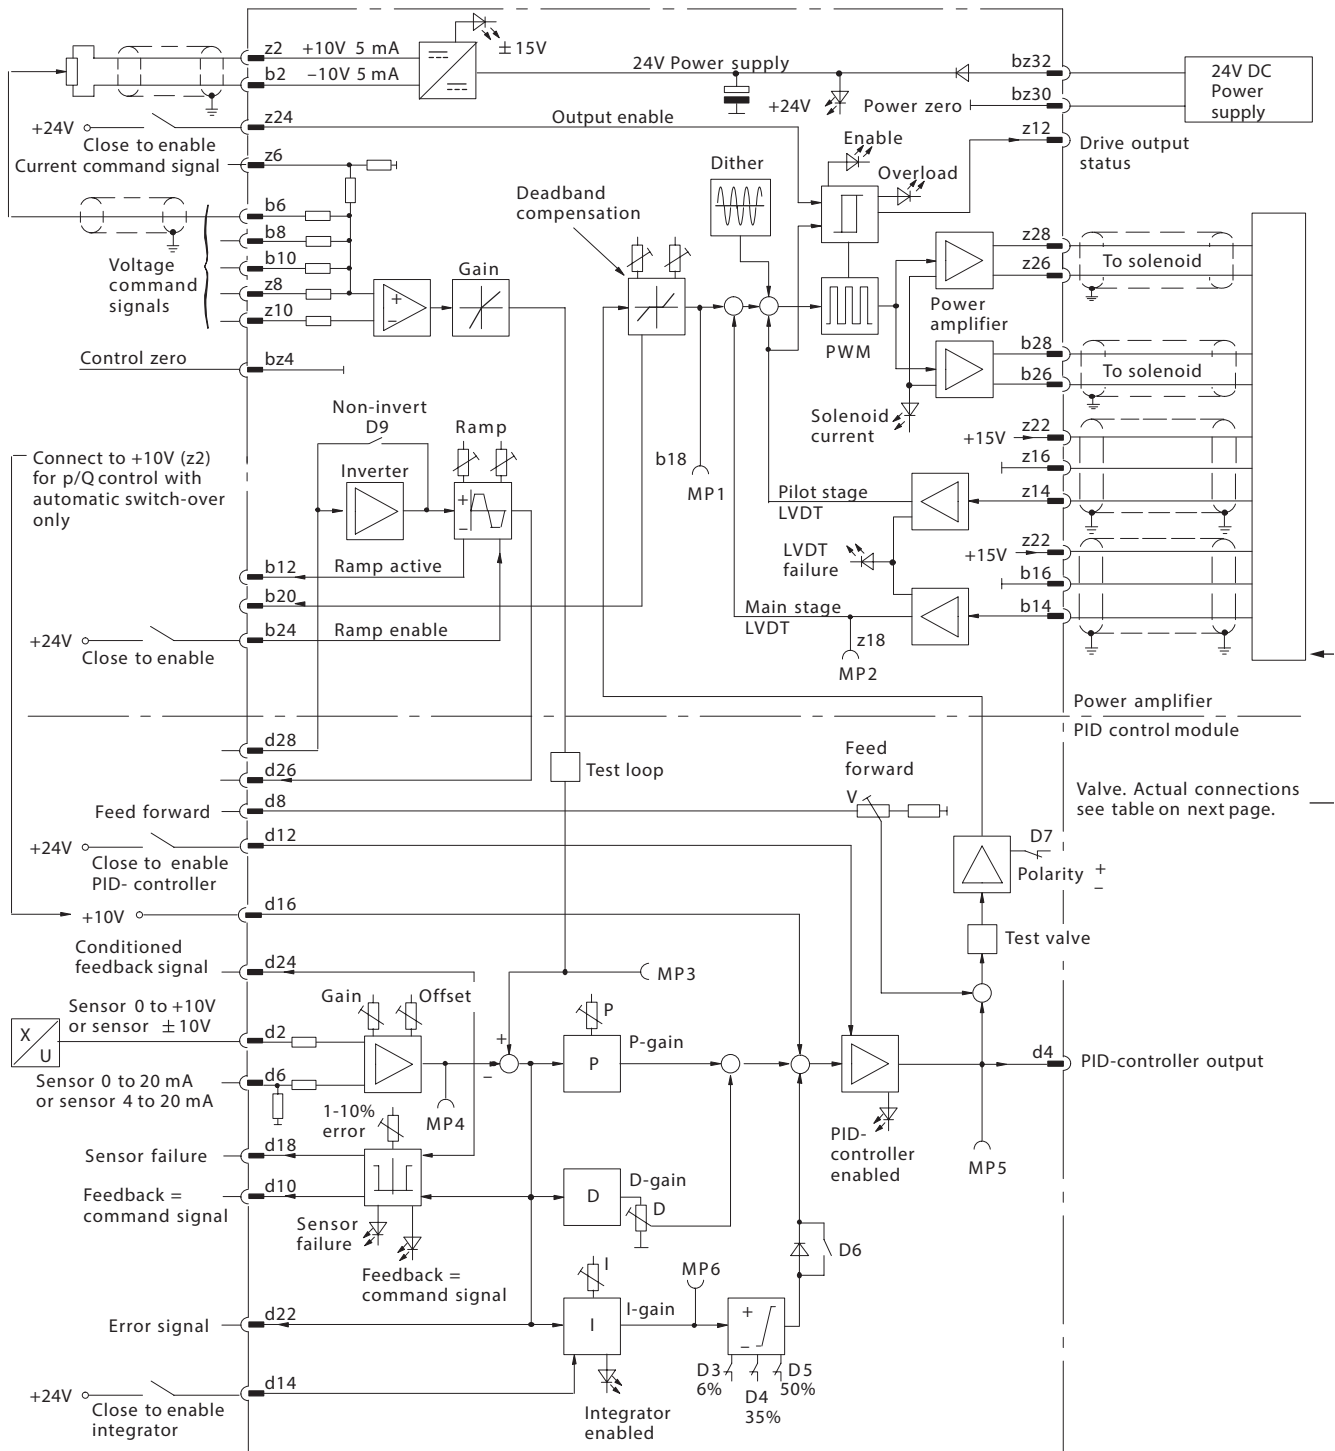 z2
+10V 5 mA
± 15V
b2
−10V 5 mA
24V Power supply
bz32
24V DC
Power
supply
+24V
Power zero
bz30
+24V
z24
Output enable
z12
Close to enable
Drive output
status
Current command signal
z6
Dither
Enable
Overload
Deadband
compensation
b6
b8
b10
z8
z10
Voltage
command
signals
Gain
+
−
z28
z26
To solenoid
Power
amplifier
PWM
b28
b26
To solenoid
Control zero
bz4
Solenoid
current
Non-invert
D9
Ramp
Inverter
+
−
b18
MP1
+15V
z22
z16
z14
Connect to +10V (z2)
for p/Q control with
automatic switch-over
only
Pilot stage
LVDT
LVDT
failure
+15V
z22
b16
b14
b12
Ramp active
b20
b24
Ramp enable
+24V
Close to enable
Main stage
LVDT
z18
MP2
Power amplifier
PID control module
d28
d26
Test loop
Feed
forward
V
Feed forward
d8
Valve. Actual connections
see table on next page.
+24V
d12
Close to enable
PID- controller
D7
Polarity
+
−
+10V
d16
Test valve
Conditioned
feedback signal
d24
MP3
Sensor 0 to +10V
or sensor ± 10V
X
U
d2
Gain
Offset
+
−
P
P-gain
P
d4
PID-controller output
Sensor 0 to 20 mA
or sensor 4 to 20 mA
d6
MP4
1-10%
error
PID-
controller
enabled
MP5
Sensor failure
d18
Feedback =
command signal
d10
D
D-gain
D
Sensor
failure
Feedback =
command signal
D6
MP6
I
I-gain
I
+
−
Error signal
d22
D3
6%
D4
35%
D5
50%
+24V
d14
Close to enable
integrator
Integrator
enabled